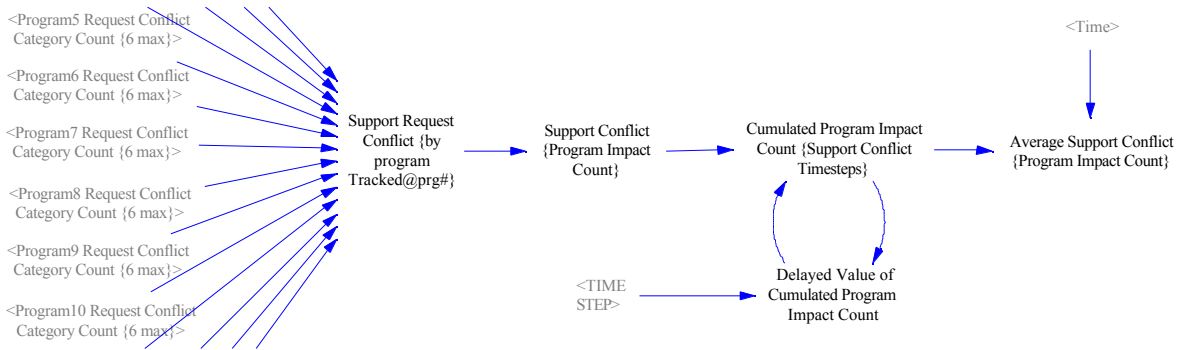 <Program5 Request Conflict
Category Count {6 max}>
<Program6 Request Conflict
Category Count {6 max}>
<Program7 Request Conflict
Category Count {6 max}>
<Program8 Request Conflict
Category Count {6 max}>
<Program9 Request Conflict
Category Count {6 max}>
<Program10 Request Conflict
Category Count {6 max}>
Support Request
Conflict {by
program
Tracked@prg#}
Support Conflict
{Program Impact
Count}
Cumulated Program Impact
Count {Support Conflict
Timesteps}
<TIME
STEP>
Delayed Value of
Cumulated Program
Impact Count
<Time>
Average Support Conflict
{Program Impact Count}